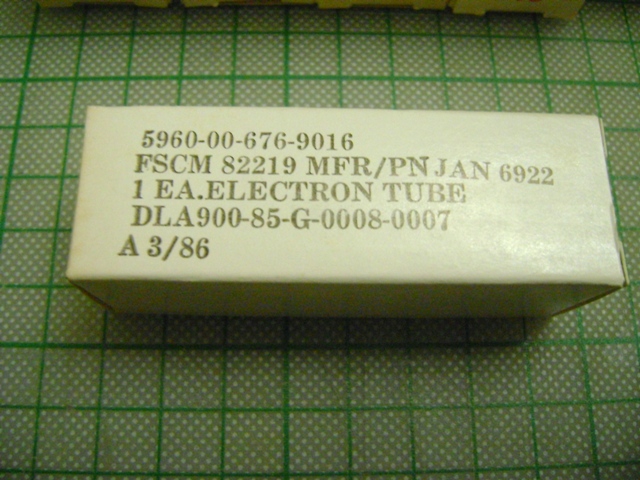 5960-00-676-9016
FSCM 82219 MFR/PN JAN 6922
1 EA.ELECTRON TUBE
DLA900-85-G-0008-0007
A 3/86